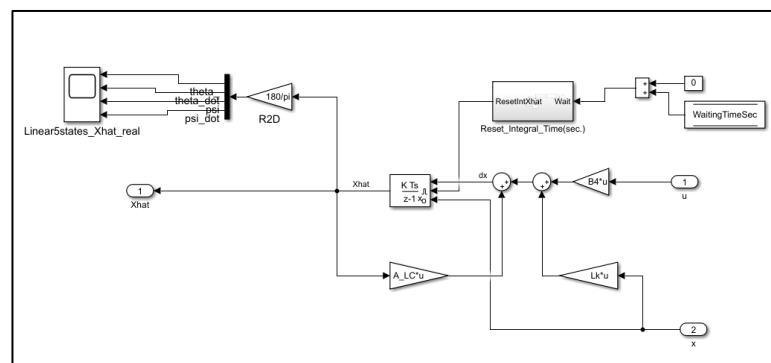 theta
theta_dot
psi
psi_dot
Linear5states_Xhat_real
180/pi
R2D
ResetIntXhat
Wait
Reset_Integral_Time(sec.)
+
+
0
WaitingTimeSec
1
Xhat
Xhat
K Ts
z-1
xo
dx
+
+
+
+
B4*u
1
u
A_LC*u
Lk*u
2
x